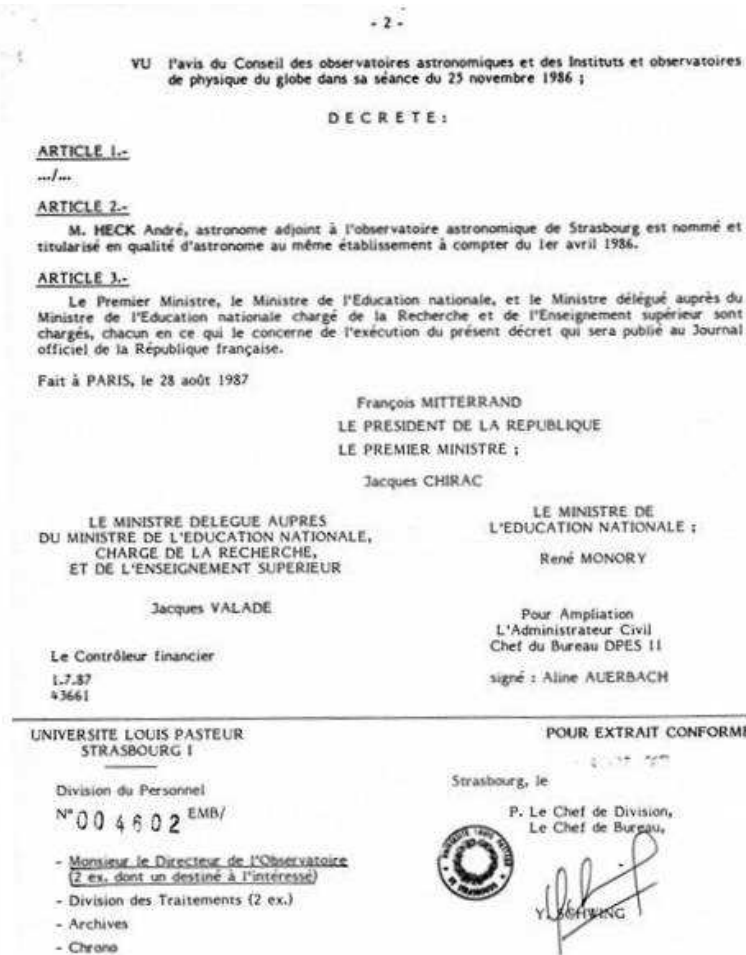 - 2 -
VU l'avis du Conseil des observatoires astronomiques et des Instituts et observatoires
de physique du globe dans sa séance du 25 novembre 1986 ;
D E C R E T E :
ARTICLE 1.-
.../...
ARTICLE 2.-
M. HECK André, astronome adjoint à l'observatoire astronomique de Strasbourg est nommé et
titularisé en qualité d'astronome au même établissement à compter du 1er avril 1986.
ARTICLE 3.-
Le Premier Ministre, le Ministre de l'Education nationale, et le Ministre délégué auprès du
Ministre de l'Education nationale chargé de la Recherche et de l'Enseignement supérieur sont
chargés, chacun en ce qui le concerne de l'exécution du présent décret qui sera publié au Journal
officiel de la République française.
Fait à PARIS, le 28 août 1987
François MITTERRAND
LE PRESIDENT DE LA REPUBLIQUE
LE PREMIER MINISTRE ;
Jacques CHIRAC
LE MINISTRE DELEGUE AUPRES
DU MINISTRE DE L'EDUCATION NATIONALE,
CHARGE DE LA RECHERCHE,
ET DE L'ENSEIGNEMENT SUPERIEUR
Jacques VALADE
LE MINISTRE DE
L'EDUCATION NATIONALE ;
René MONORY
Pour Ampliation
L'Administrateur Civil
Chef du Bureau DPES 11
signé : Aline AUERBACH
Le Contrôleur financier
1.7.87
43661
UNIVERSITE LOUIS PASTEUR
STRASBOURG I
Division du Personnel
N° 004602 EMB/
- Monsieur le Directeur de l'Observatoire
(2 ex. dont un destiné à l'intéressé)
- Division des Traitements (2 ex.)
- Archives
- Chrono
POUR EXTRAIT CONFORME
Strasbourg, le
P. Le Chef de Division,
Le Chef de Bureau,
UNIVERSITE LOUIS PASTEUR
DE STRASBOURG
Y. SCHWING